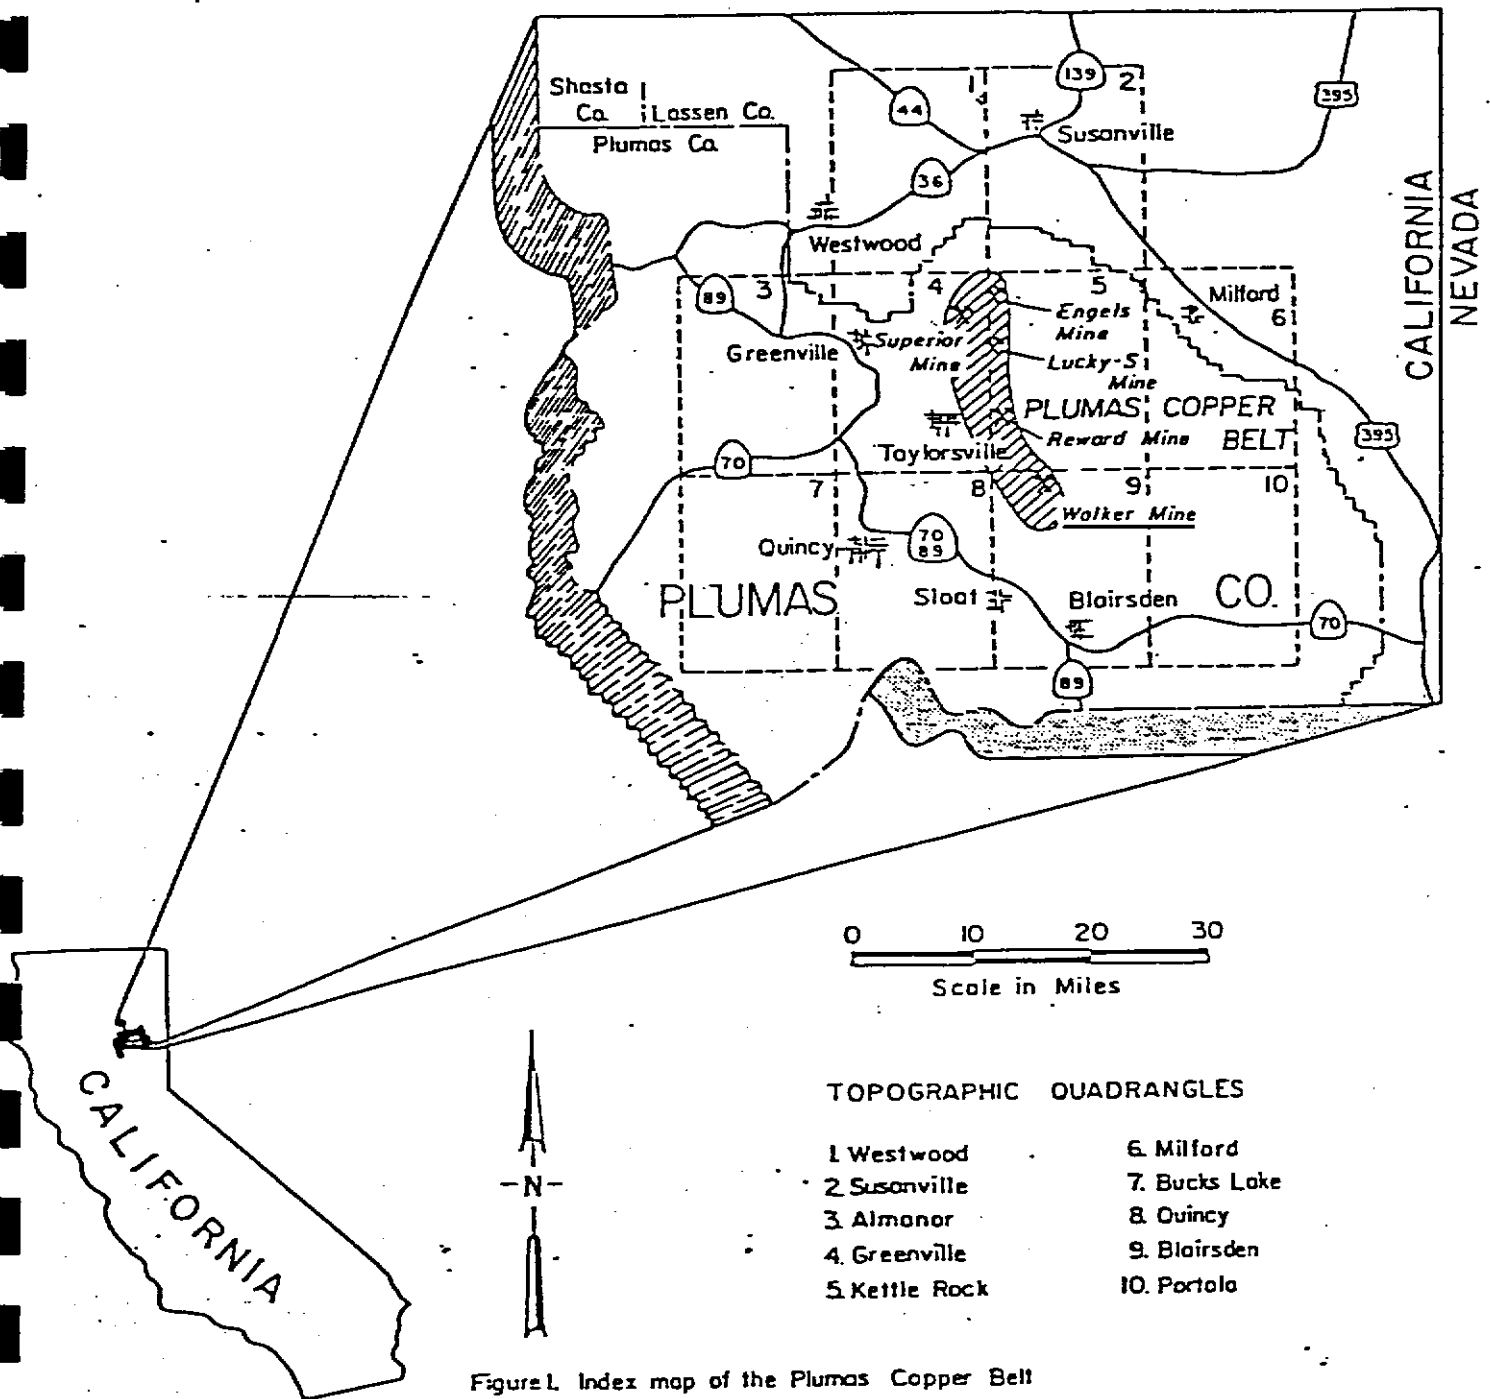 139
2
1
395
44
Shasta
Co.
Lassen Co.
Plumas Co.
Susanville
36
CALIFORNIA
NEVADA
Westwood
3
4
5
89
Milford
6
Engels
Mine
Superior
Mine
Greenville
Lucky-S
Mine
PLUMAS COPPER
BELT
Reward Mine
395
Taylorsville
70
7
8
9
10
Walker Mine
Quincy
70
89
PLUMAS
CO.
Sloat
Blairsden
70
89
0 10 20 30
Scale in Miles
CALIFORNIA
N
TOPOGRAPHIC QUADRANGLES
1. Westwood
2. Susanville
3. Almanor
4. Greenville
5. Kettle Rock
6. Milford
7. Bucks Lake
8. Quincy
9. Blairsden
10. Portola
Figure 1. Index map of the Plumas Copper Belt